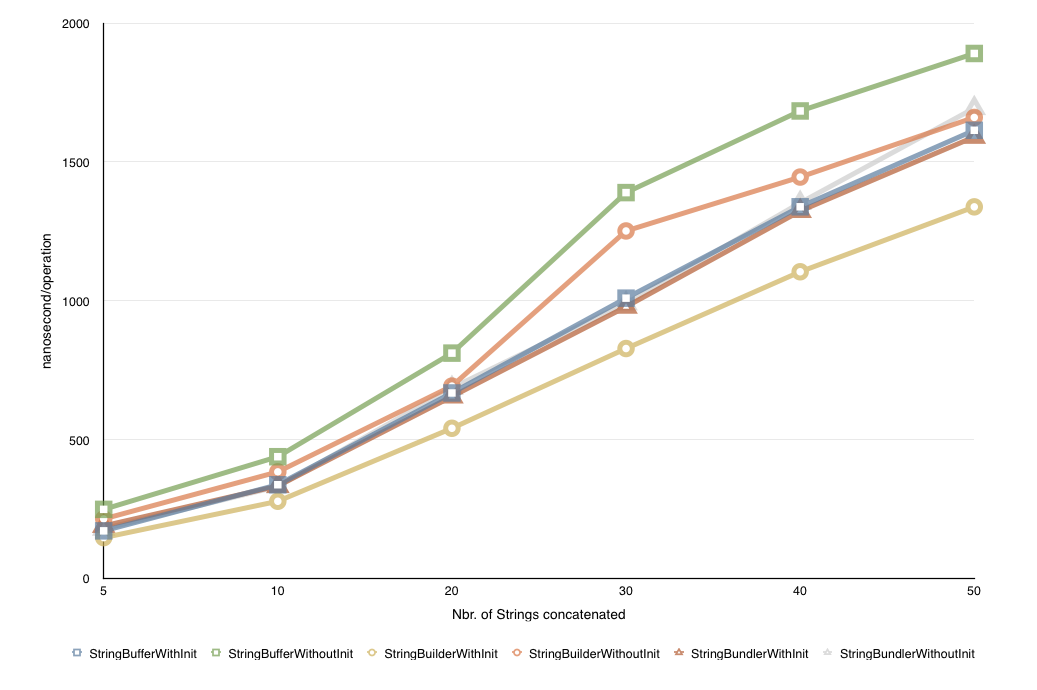 2000
1500
1000
500
0
nanosecond/operation
5 10 20 30 40 50
Nbr. of Strings concatenated
StringBufferWithInit StringBufferWithoutInit StringBuilderWithInit StringBuilderWithoutInit StringBundlerWithInit StringBundlerWithoutInit